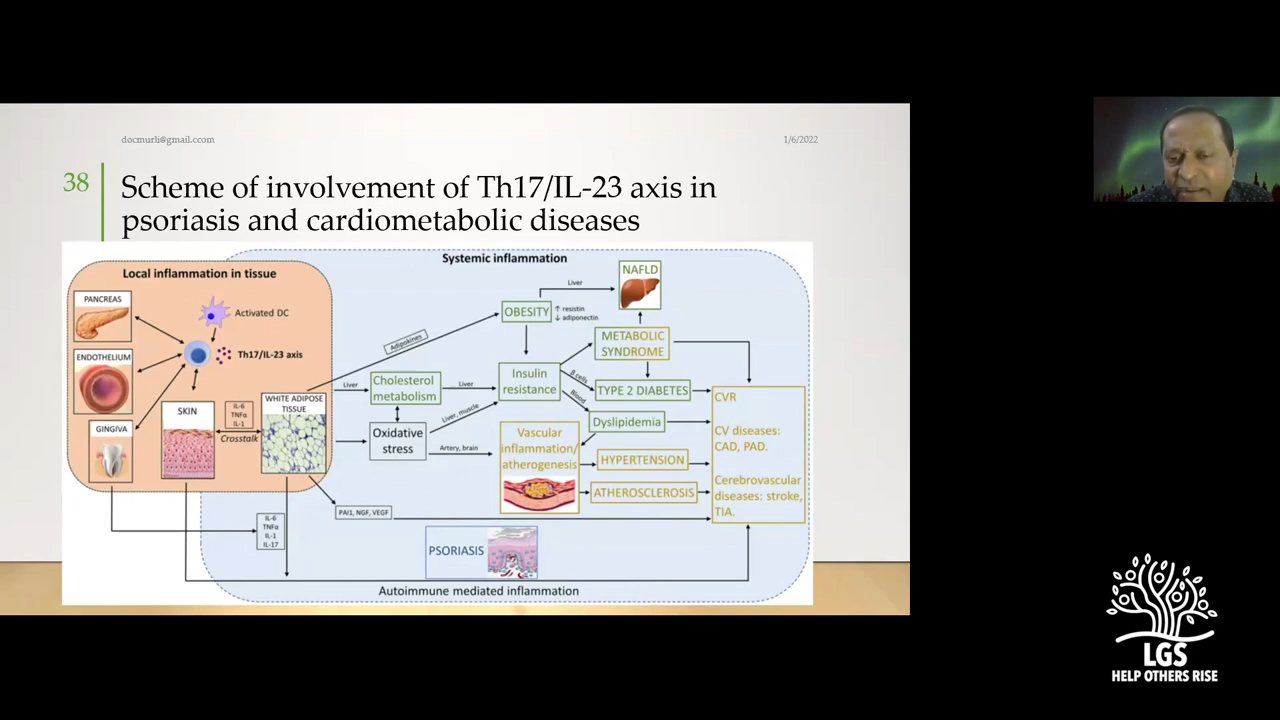 docmurli@gmail.ccom
1/6/2022
38
Scheme of involvement of Th17/IL-23 axis in
psoriasis and cardiometabolic diseases
Systemic inflammation
Local inflammation in tissue
PANCREAS
Activated DC
ENDOTHELIUM
Th17/IL-23 axis
GINGIVA
SKIN
IL-6
TNFα
IL-1
Crosstalk
WHITE ADIPOSE
TISSUE
Adipokines
Liver
Cholesterol
metabolism
Liver
Oxidative
stress
Liver, muscle
Artery, brain
OBESITY
↑ resistin
↓ adiponectin
Liver
NAFLD
Insulin
resistance
METABOLIC
SYNDROME
β cells
TYPE 2 DIABETES
Blood
Dyslipidemia
Vascular
inflammation/
atherogenesis
HYPERTENSION
ATHEROSCLEROSIS
CVR
CV diseases:
CAD, PAD.
Cerebrovascular
diseases: stroke,
TIA.
PAI1, NGF, VEGF
IL-6
TNFα
IL-1
IL-17
PSORIASIS
Autoimmune mediated inflammation
LGS
HELP OTHERS RISE